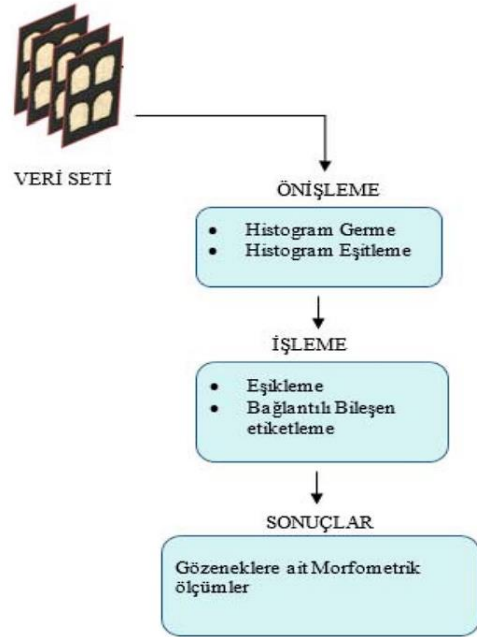 VERİ SETİ
ÖNİŞLEME
• Histogram Germe
• Histogram Eşitleme
İŞLEME
• Eşikleme
• Bağlantılı Bileşen
etiketleme
SONUÇLAR
Gözeneklere ait Morfometrik
ölçümler